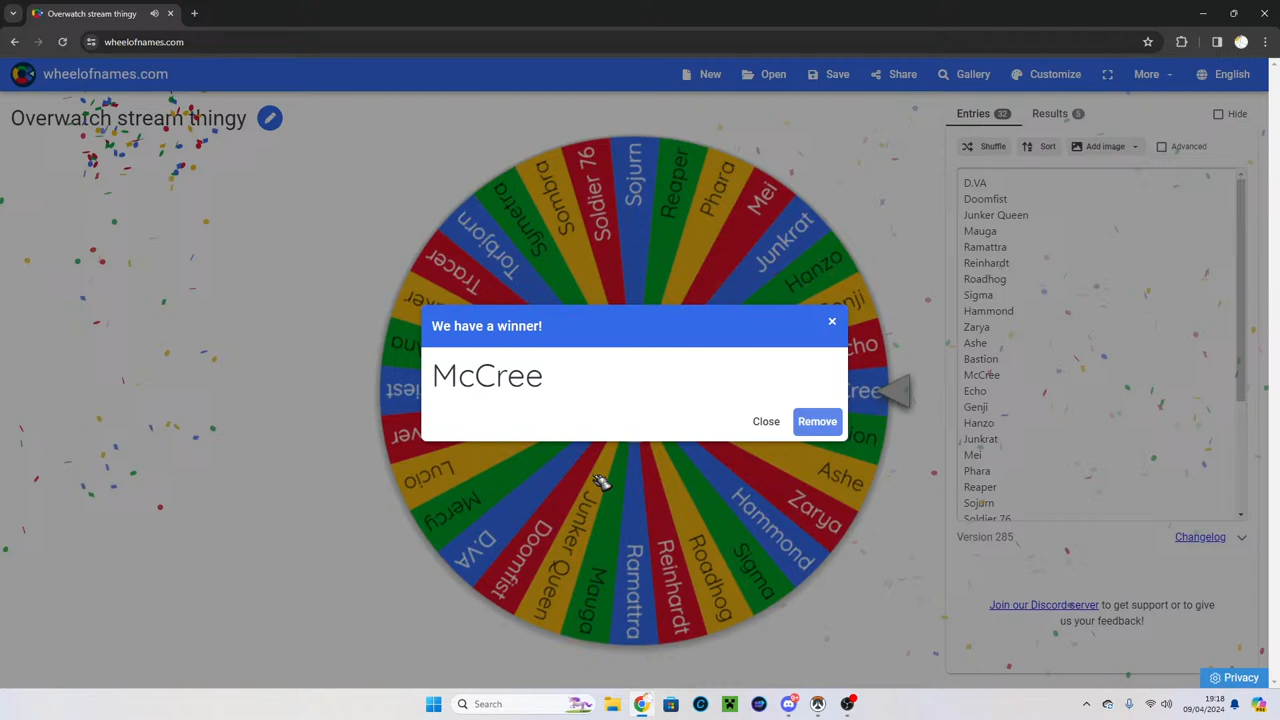 Overwatch stream thingy
wheelofnames.com
wheelofnames.com
New
Open
Save
Share
Gallery
Customize
More
English
Overwatch stream thingy
Entries 32
Results 5
Hide
Shuffle
Sort
Add image
Advanced
D.VA
Doomfist
Junker Queen
Mauga
Ramattra
Reinhardt
Roadhog
Sigma
Hammond
Zarya
Ashe
Bastion
McCree
Echo
Genji
Hanzo
Junkrat
Mei
Phara
Reaper
Sojurn
Soldier 76
Version 285
Changelog
Join our Discord server to get support or to give
us your feedback!
Privacy
Tracer
Torbjorn
Symetra
Sombra
Soldier 76
Sojurn
Reaper
Phara
Mei
Junkrat
Hanzo
Ashe
Zarya
Hammond
Sigma
Roadhog
Reinhardt
Ramattra
Mauga
Junker Queen
Doomfist
D.VA
Mercy
Lucio
We have a winner!
McCree
Close
Remove
Search
19:18
09/04/2024